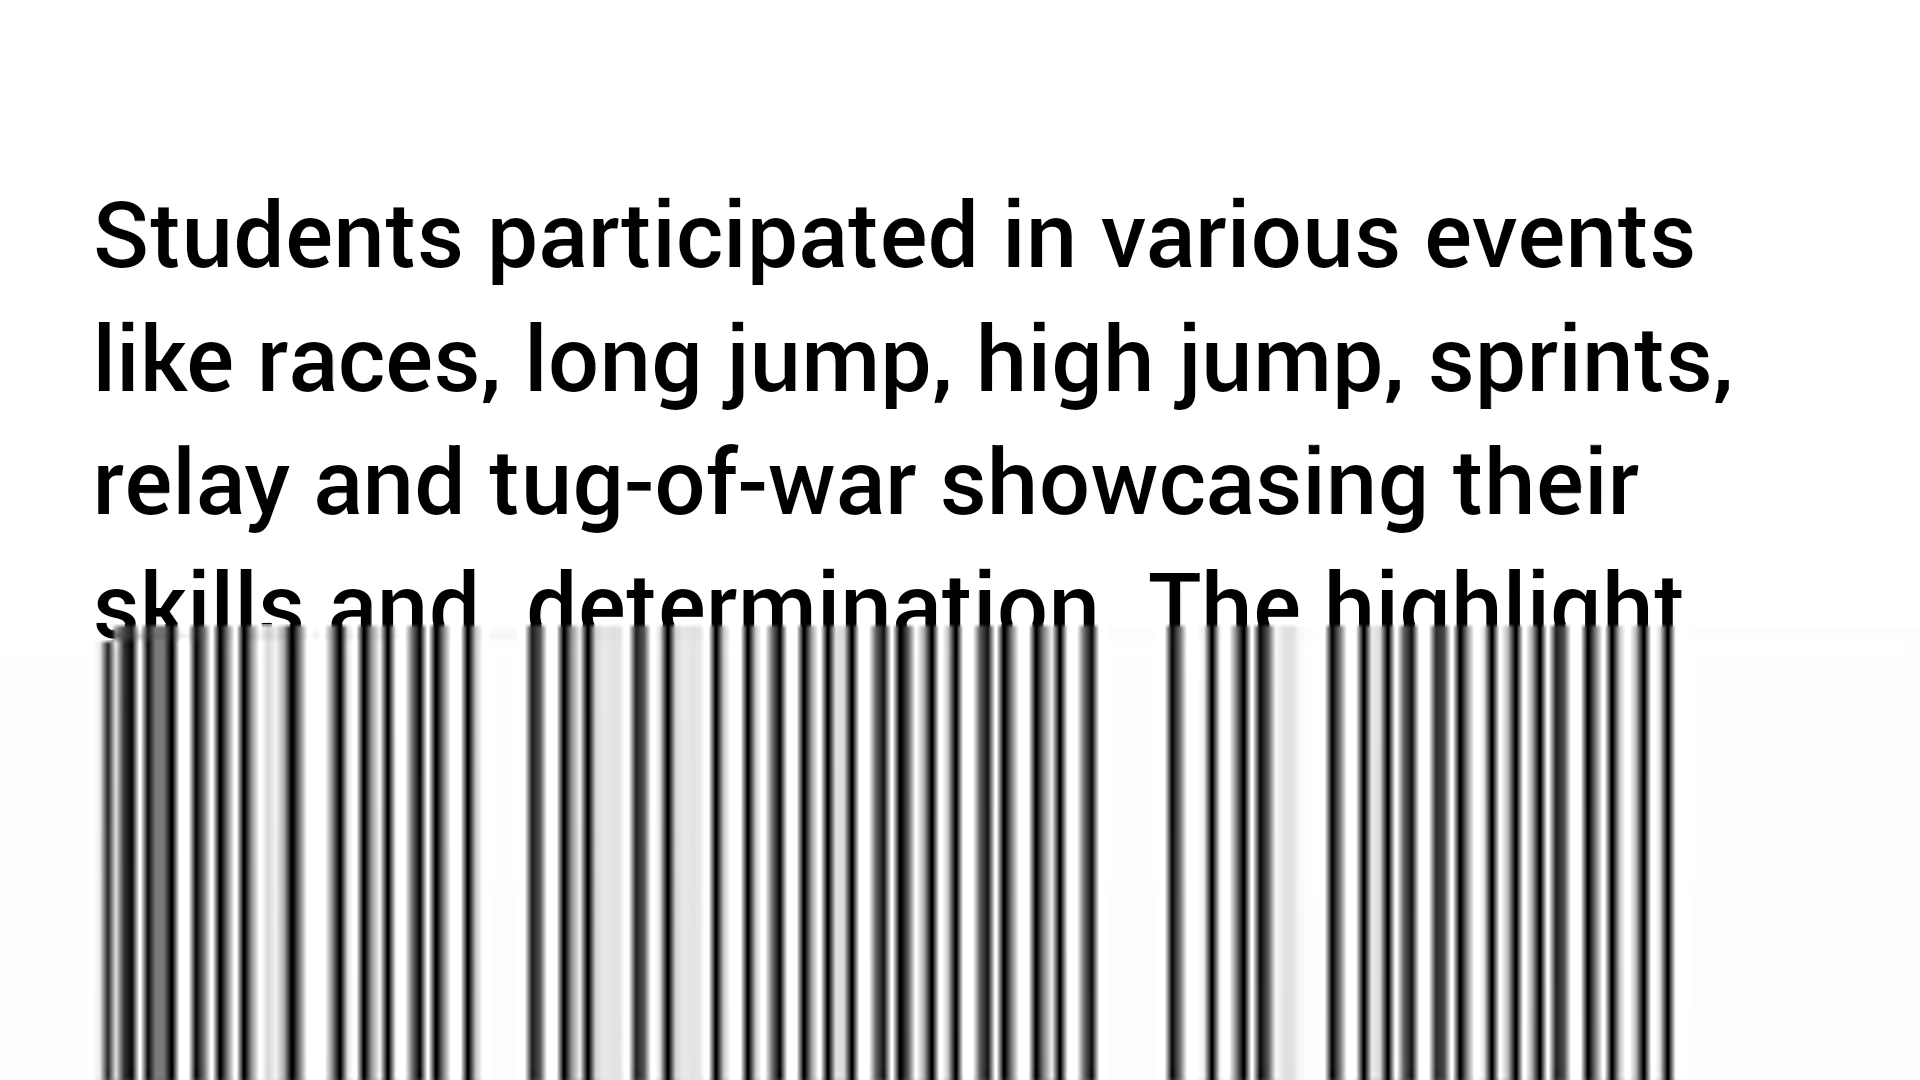 Students participated in various events
like races, long jump, high jump, sprints,
relay and tug-of-war showcasing their
skills and determination The highlight